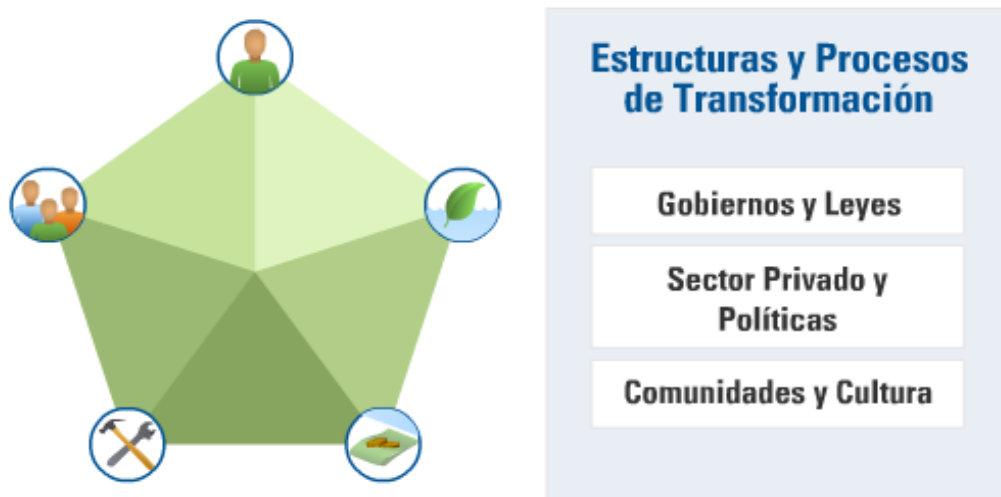 Estructuras y Procesos
de Transformación
Gobiernos y Leyes
Sector Privado y
Políticas
Comunidades y Cultura